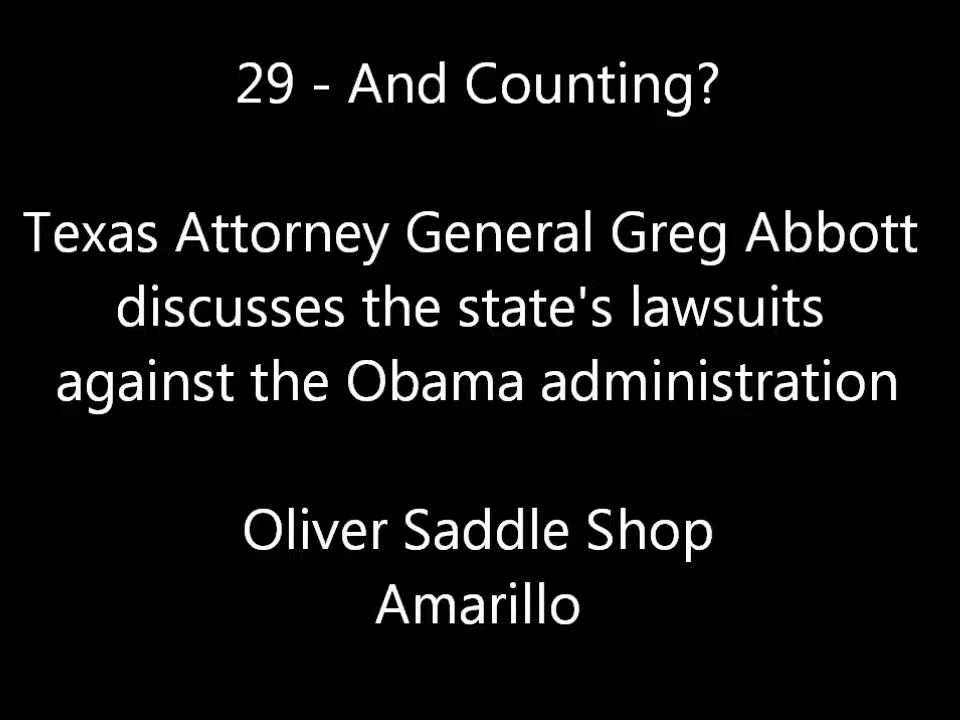 29 - And Counting?
Texas Attorney General Greg Abbott
discusses the state's lawsuits
against the Obama administration
Oliver Saddle Shop
Amarillo